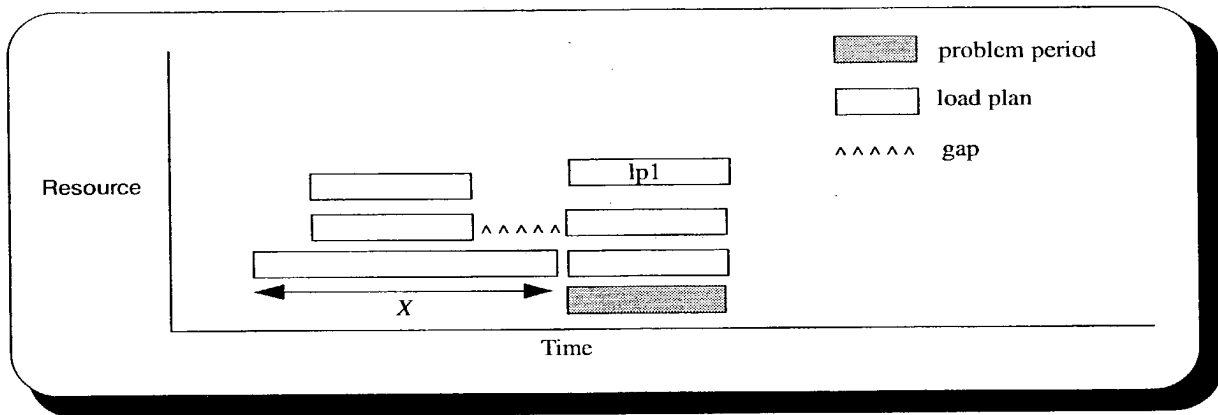 problem period
load plan
^ ^ ^ ^ ^ gap
lp1
Resource
^ ^ ^ ^ ^
X
Time